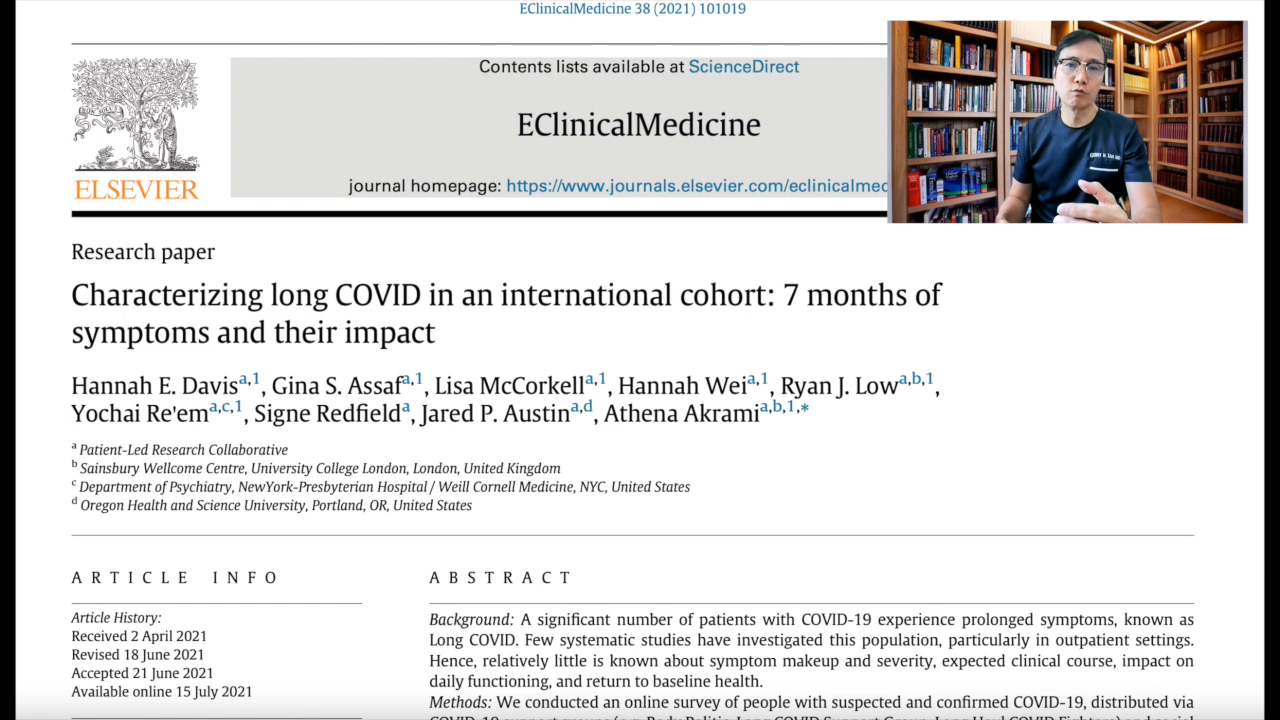 EClinicalMedicine 38 (2021) 101019
Contents lists available at ScienceDirect
EClinicalMedicine
ELSEVIER
journal homepage: https://www.journals.elsevier.com/eclinicalmed
Research paper
Characterizing long COVID in an international cohort: 7 months of
symptoms and their impact
Hannah E. Davisa,1, Gina S. Assafa,1, Lisa McCorkella,1, Hannah Weia,1, Ryan J. Lowa,b,1,
Yochai Re'ema,c,1, Signe Redfielda, Jared P. Austina,d, Athena Akramia,b,1,*
a Patient-Led Research Collaborative
b Sainsbury Wellcome Centre, University College London, London, United Kingdom
c Department of Psychiatry, NewYork-Presbyterian Hospital / Weill Cornell Medicine, NYC, United States
d Oregon Health and Science University, Portland, OR, United States
ARTICLE INFO
Article History:
Received 2 April 2021
Revised 18 June 2021
Accepted 21 June 2021
Available online 15 July 2021
ABSTRACT
Background: A significant number of patients with COVID-19 experience prolonged symptoms, known as
Long COVID. Few systematic studies have investigated this population, particularly in outpatient settings.
Hence, relatively little is known about symptom makeup and severity, expected clinical course, impact on
daily functioning, and return to baseline health.
Methods: We conducted an online survey of people with suspected and confirmed COVID-19, distributed via